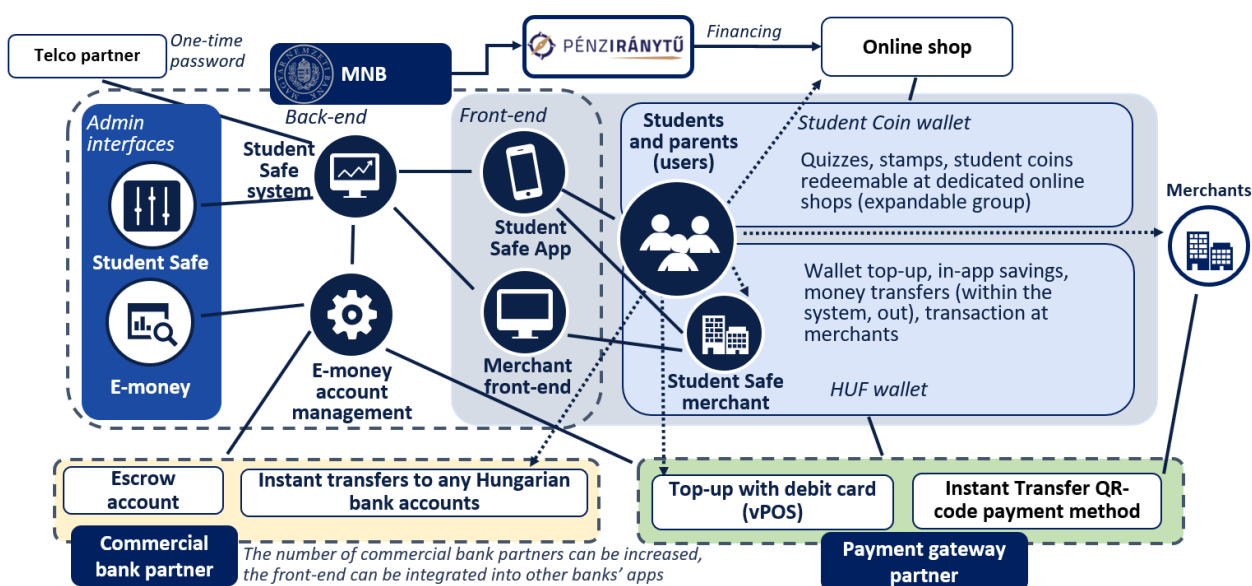 Telco partner
One-time
password
MNB
MAGYAR NEMZETI BANK
PÉNZIRÁNYTŰ
Financing
Online shop
Admin
interfaces
Back-end
Front-end
Student
Safe
system
Student Safe
E-money
E-money
account
management
Student
Safe App
Merchant
front-end
Students
and parents
(users)
Student Coin wallet
Quizzes, stamps, student coins
redeemable at dedicated online
shops (expandable group)
Merchants
Wallet top-up, in-app savings,
money transfers (within the
system, out), transaction at
merchants
Student Safe
merchant
HUF wallet
Escrow
account
Instant transfers to any Hungarian
bank accounts
Top-up with debit card
(vPOS)
Instant Transfer QR-
code payment method
Commercial
bank partner
The number of commercial bank partners can be increased,
the front-end can be integrated into other banks’ apps
Payment gateway
partner